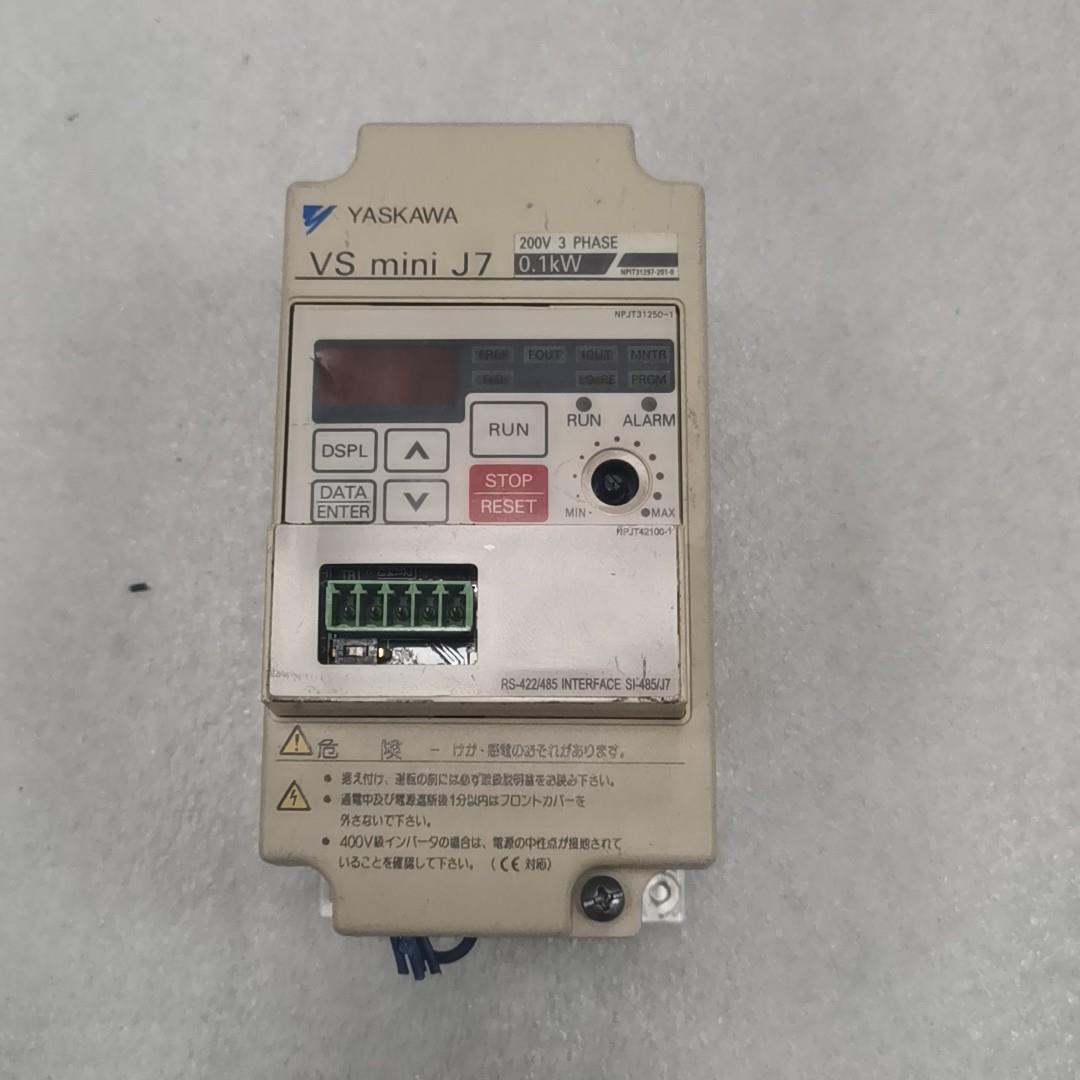 YASKAWA
VS mini J7
200V 3 PHASE
0.1kW
NPIT31297-201-0
NPJT31250-1
FREF FOUT IOUT MNTR
F/R LO/RE PRGM
RUN ALARM
RUN
DSPL
STOP
RESET
DATA
ENTER
MIN MAX
NPJT42100-1
TB1
RS-422/485 INTERFACE SI-485/J7
危 険 － けが・感電のおそれがあります。
● 据え付け、運転の前には必ず取扱説明書をお読み下さい。
● 通電中及び電源遮断後1分以内はフロントカバーを
外さないで下さい。
● 400V級インバータの場合は、電源の中性点が接地されて
いることを確認して下さい。（CE 対応）